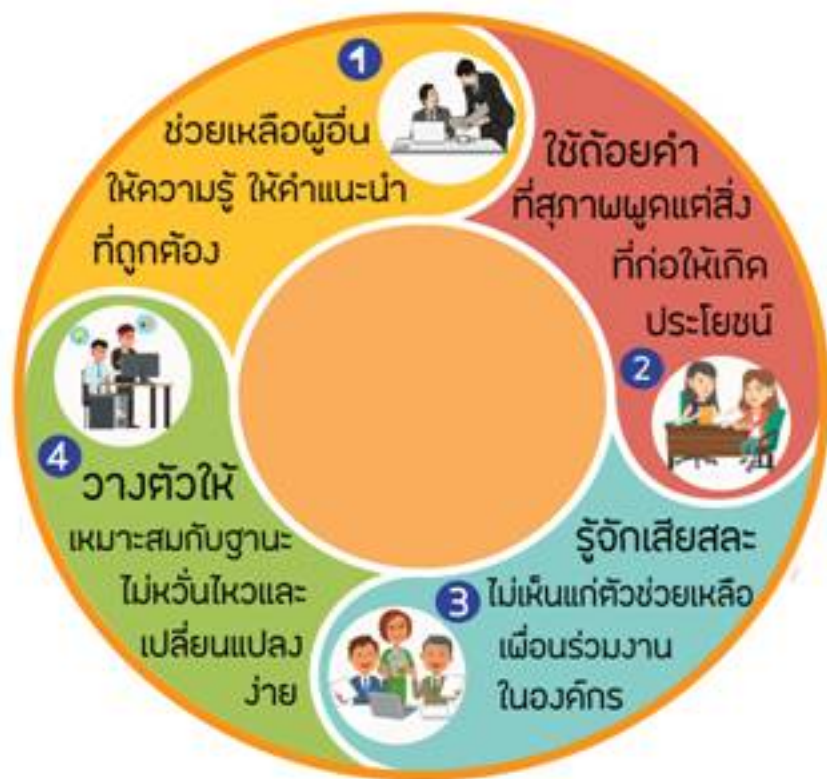 1
ช่วยเหลือผู้อื่น
ให้ความรู้ ให้คำแนะนำ
ที่ถูกต้อง
ใช้ถ้อยคำ
ที่สุภาพพูดแต่สิ่ง
ที่ก่อให้เกิด
ประโยชน์
2
รู้จักเสียสละ
3 ไม่เห็นแก่ตัวช่วยเหลือ
เพื่อนร่วมงาน
ในองค์กร
4
วางตัวให้
เหมาะสมกับฐานะ
ไม่หวั่นไหวและ
เปลี่ยนแปลง
ง่าย